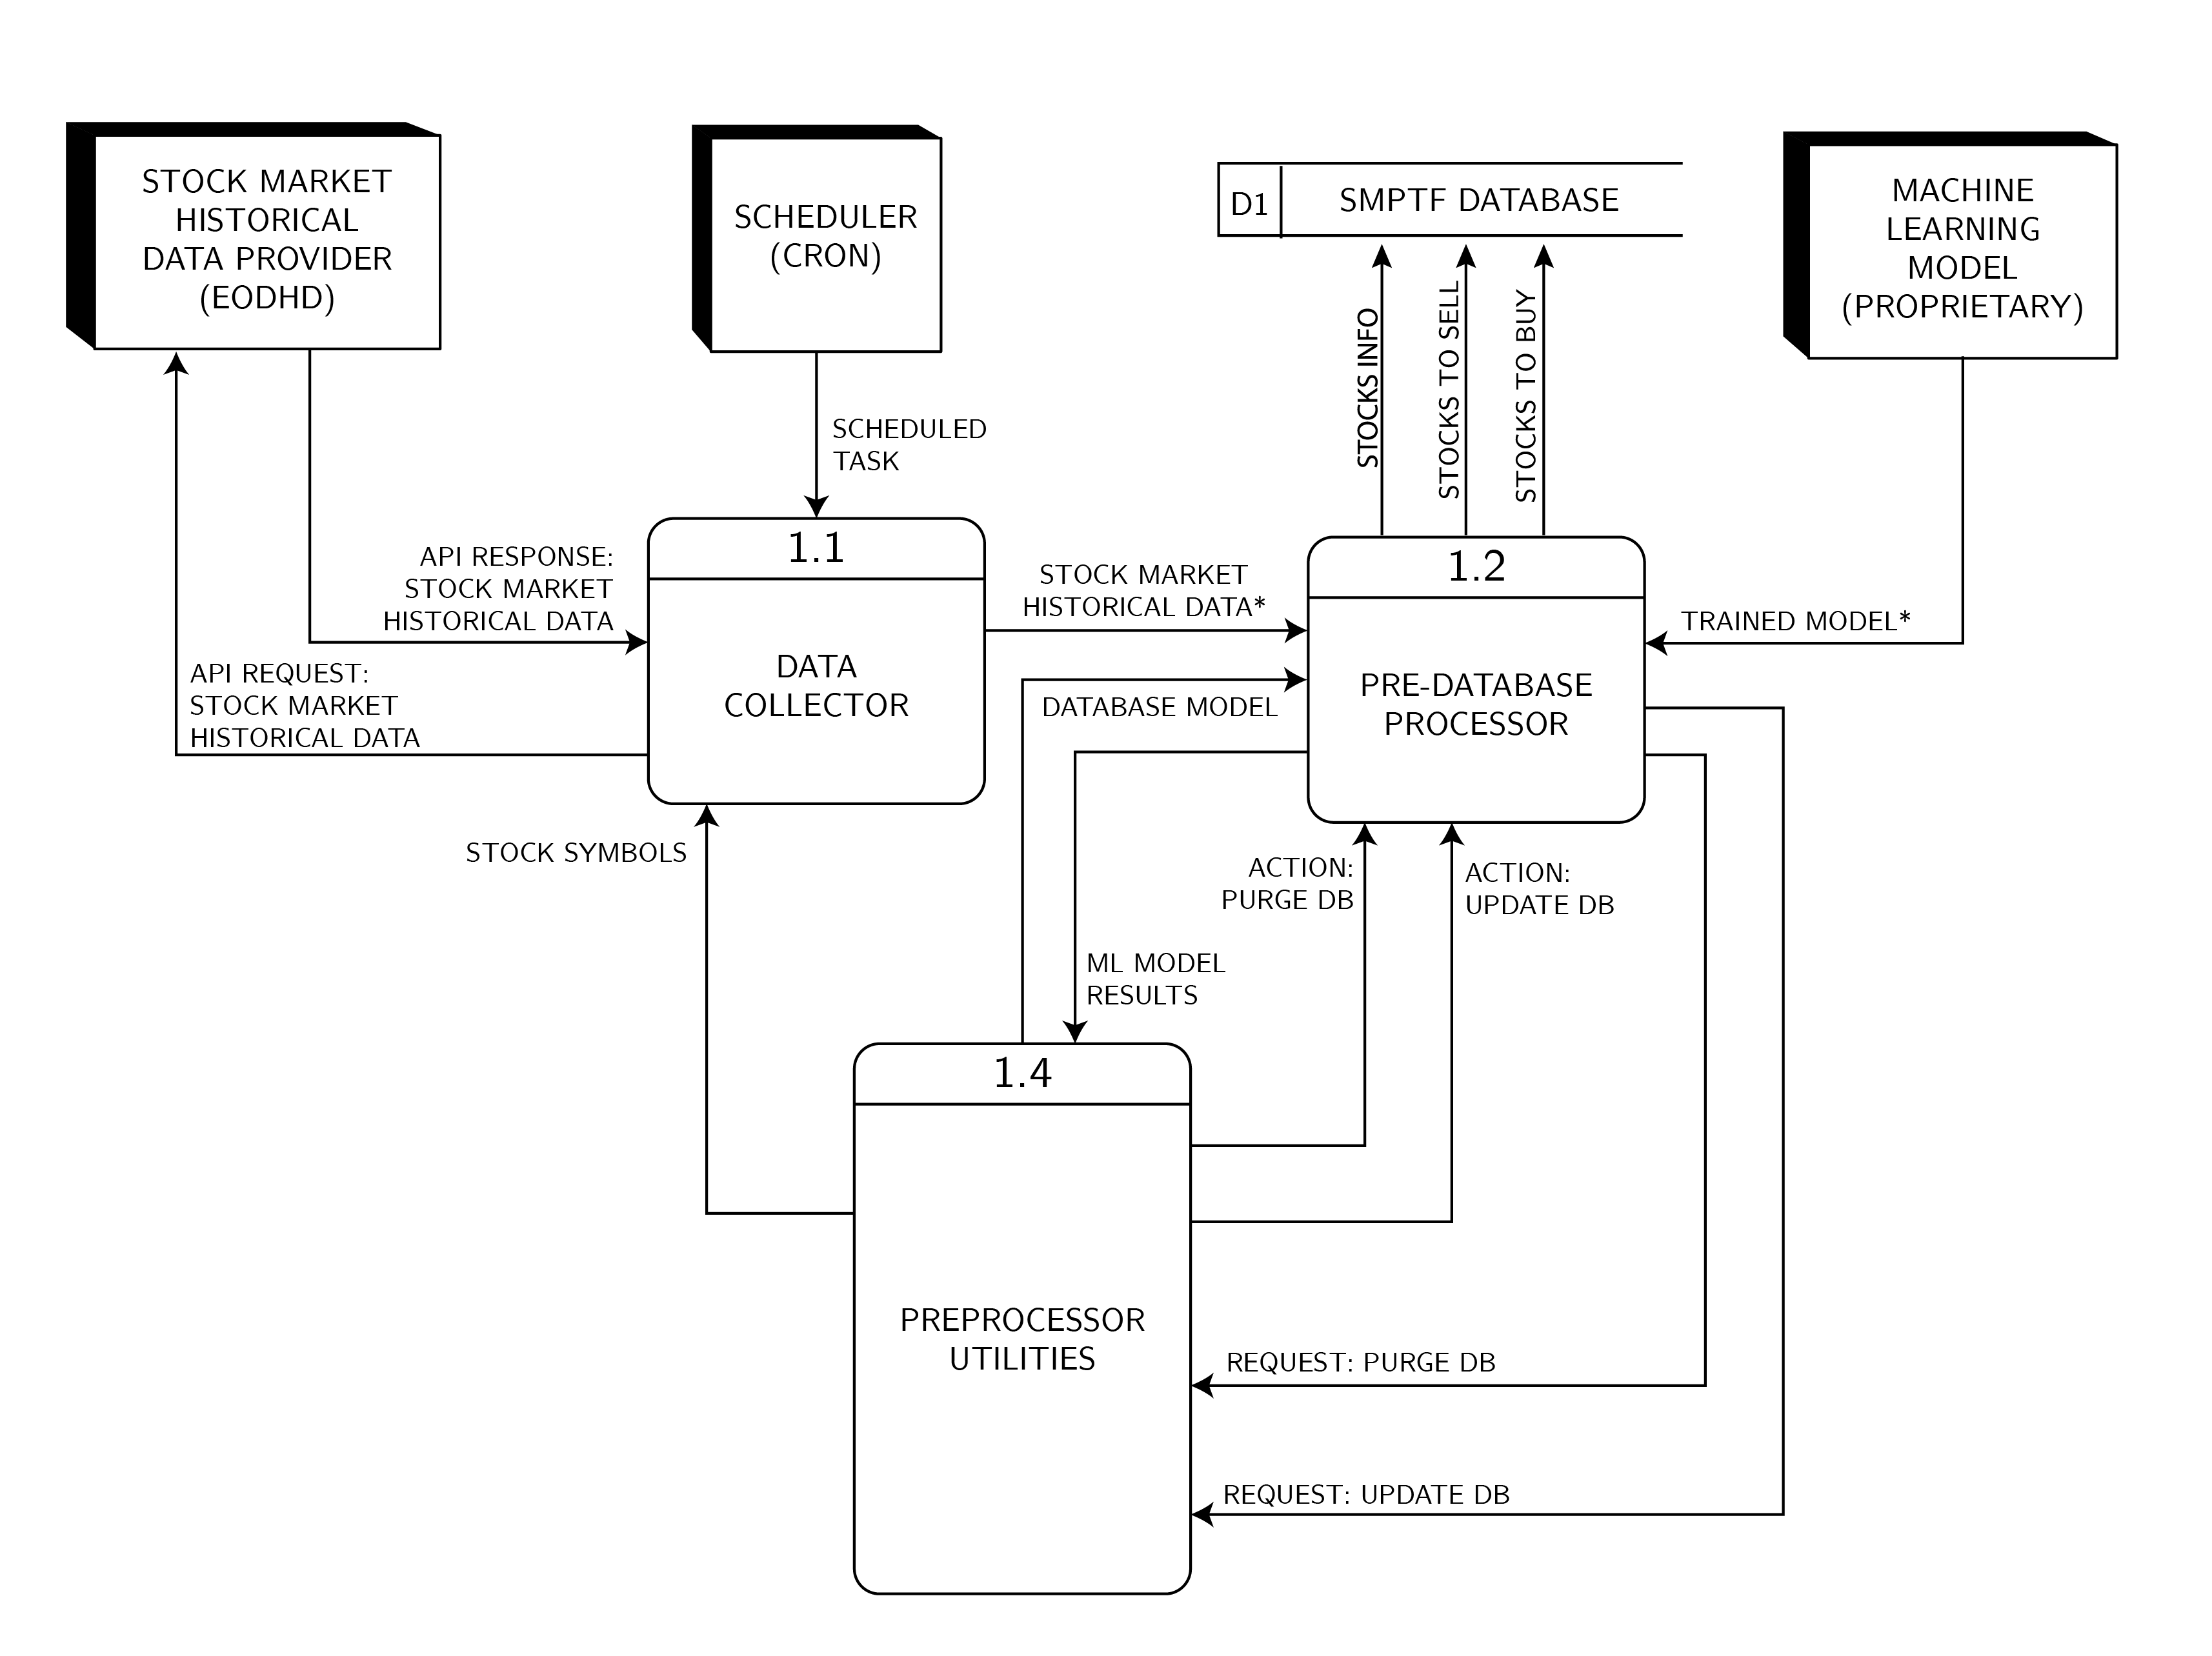 STOCK MARKET
HISTORICAL
DATA PROVIDER
(EODHD)
SCHEDULER
(CRON)
D1
SMPTF DATABASE
MACHINE
LEARNING
MODEL
(PROPRIETARY)
STOCKS INFO
STOCKS TO SELL
STOCKS TO BUY
SCHEDULED
TASK
API RESPONSE:
STOCK MARKET
HISTORICAL DATA
API REQUEST:
STOCK MARKET
HISTORICAL DATA
1.1
DATA
COLLECTOR
STOCK MARKET
HISTORICAL DATA*
DATABASE MODEL
1.2
PRE-DATABASE
PROCESSOR
TRAINED MODEL*
STOCK SYMBOLS
ACTION:
PURGE DB
ACTION:
UPDATE DB
ML MODEL
RESULTS
1.4
PREPROCESSOR
UTILITIES
REQUEST: PURGE DB
REQUEST: UPDATE DB